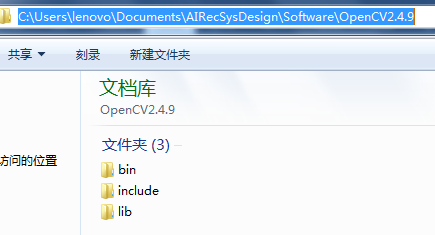 C:\Users\lenovo\Documents\AIRecSysDesign\Software\OpenCV2.4.9
共享 刻录 新建文件夹
文档库
OpenCV2.4.9
文件夹 (3)
访问的位置
bin
include
lib